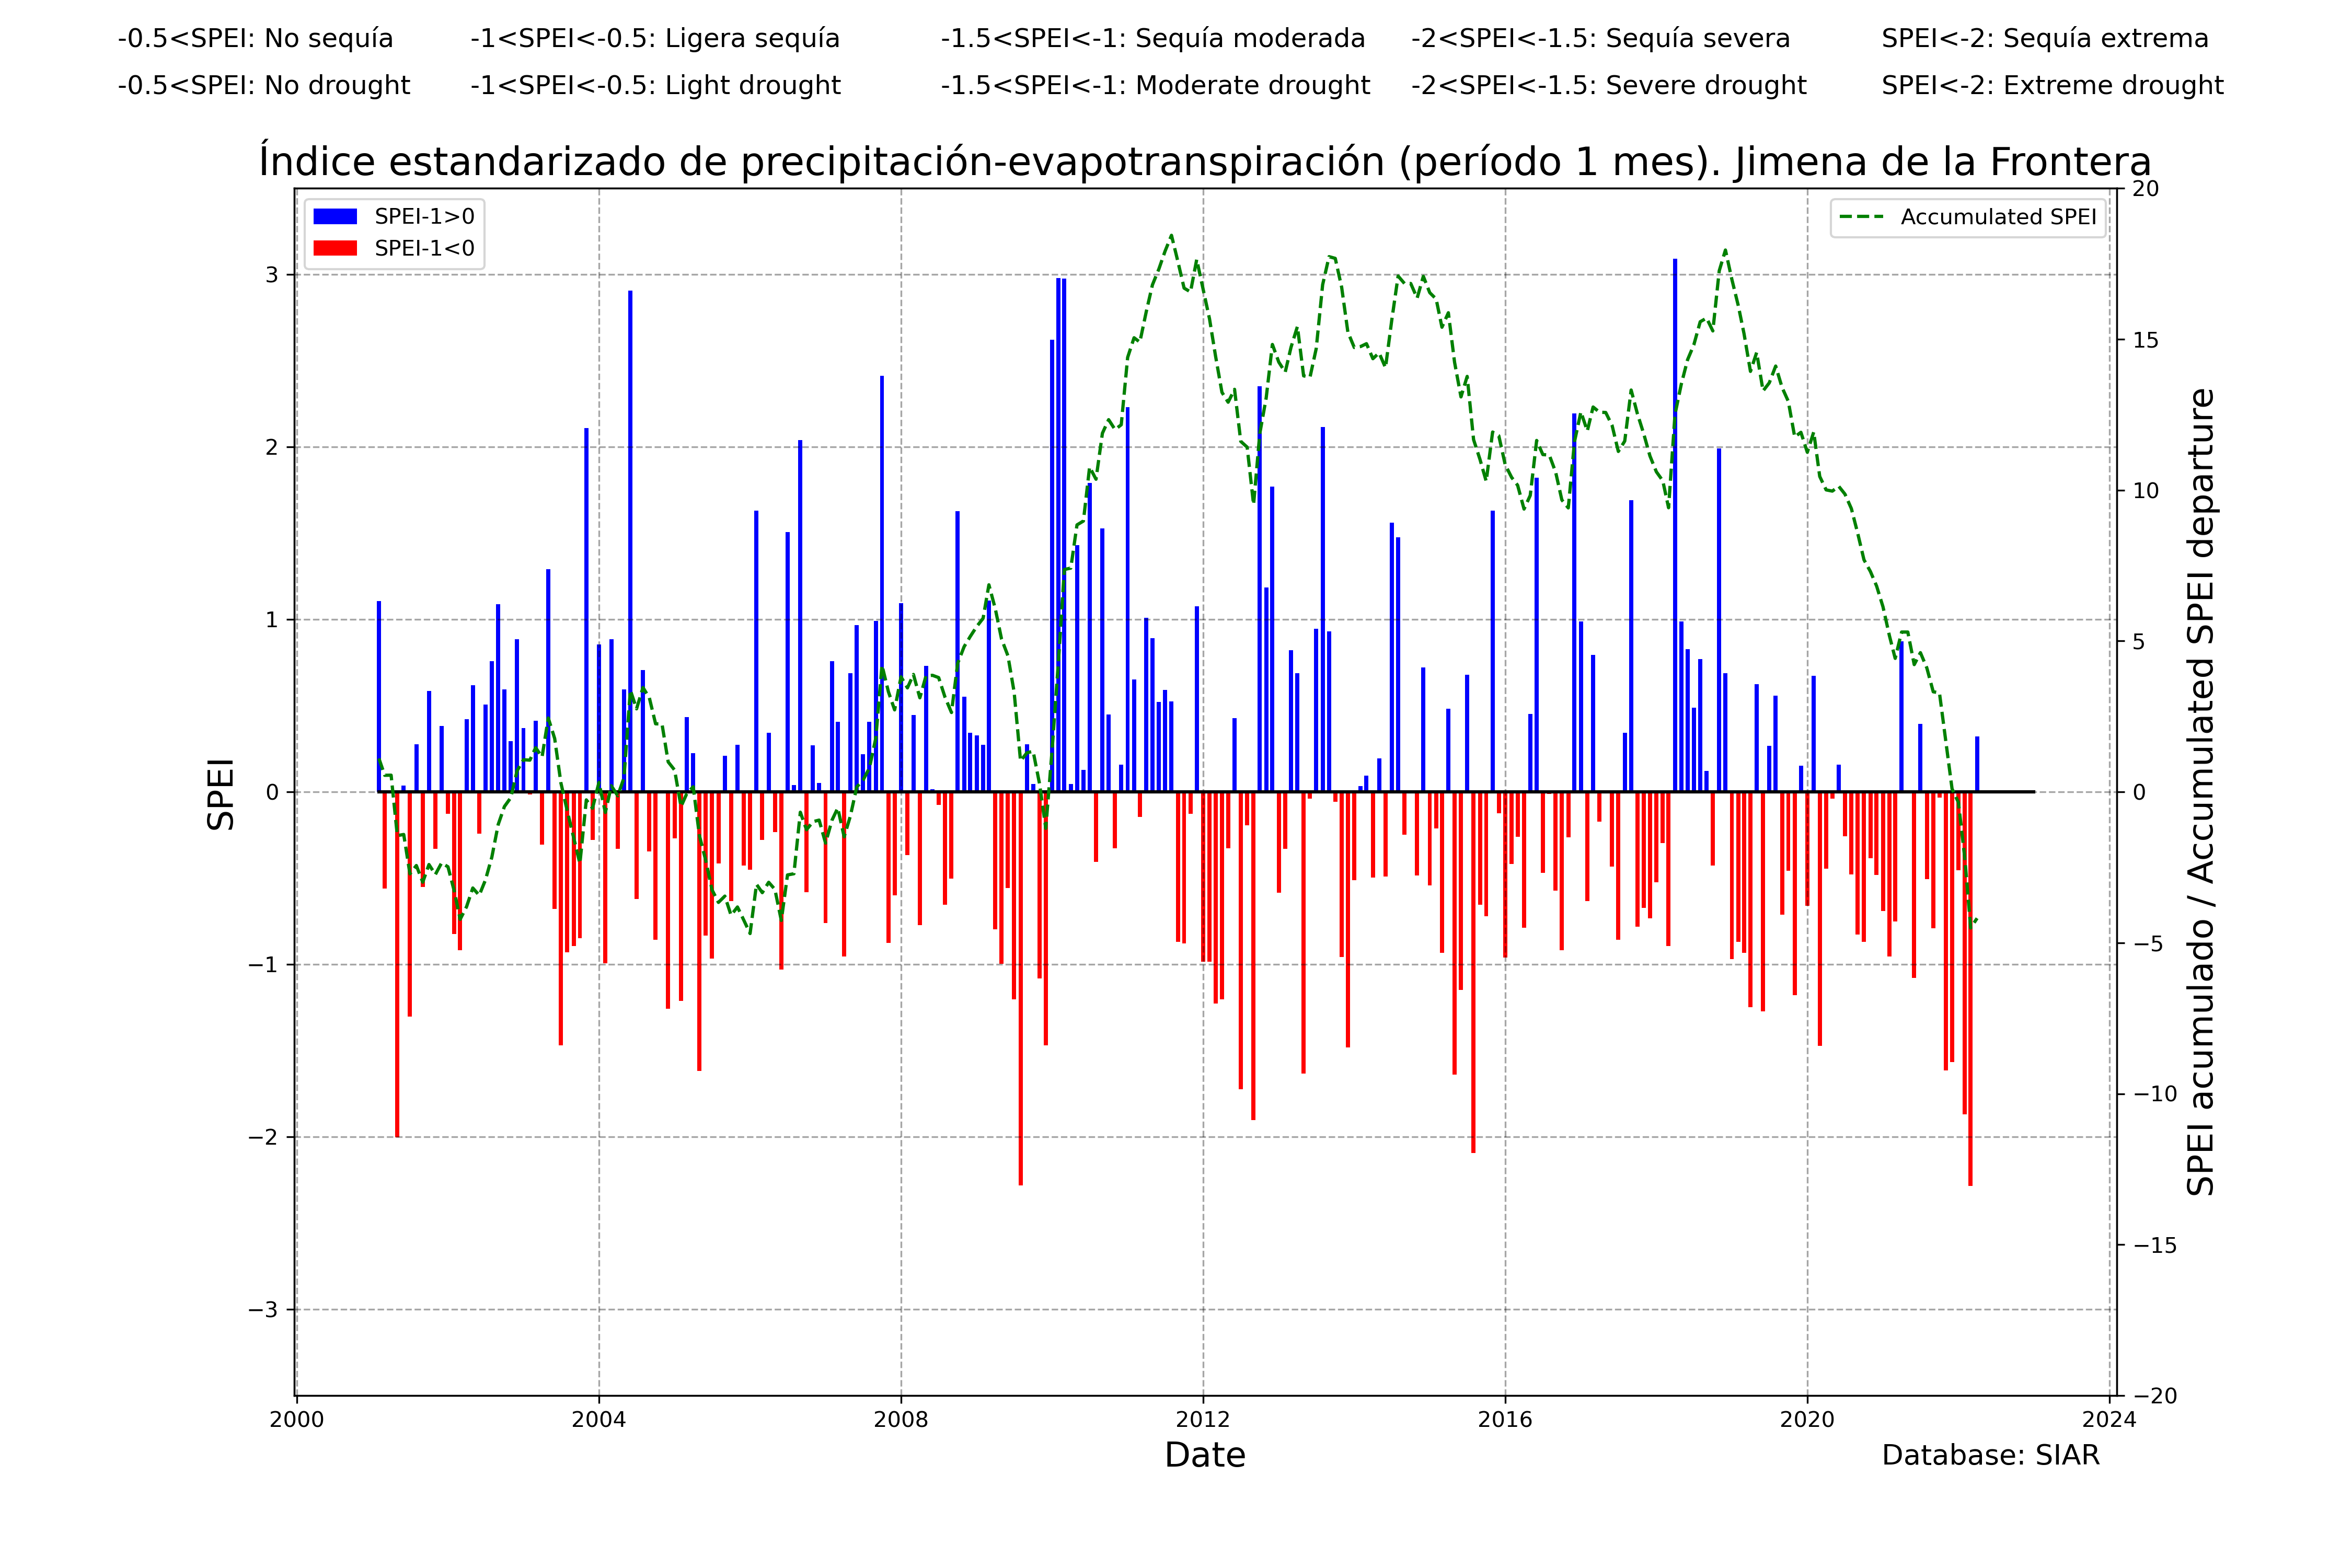 -0.5<SPEI: No sequía -1<SPEI<-0.5: Ligera sequía -1.5<SPEI<-1: Sequía moderada -2<SPEI<-1.5: Sequía severa SPEI<-2: Sequía extrema
-0.5<SPEI: No drought -1<SPEI<-0.5: Light drought -1.5<SPEI<-1: Moderate drought -2<SPEI<-1.5: Severe drought SPEI<-2: Extreme drought
Índice estandarizado de precipitación-evapotranspiración (período 1 mes). Jimena de la Frontera
SPEI-1>0
SPEI-1<0
Accumulated SPEI
SPEI
3
2
1
0
−1
−2
−3
20
15
10
5
0
−5
−10
−15
−20
SPEI acumulado / Accumulated SPEI departure
2000 2004 2008 2012 2016 2020 2024
Date
Database: SIAR